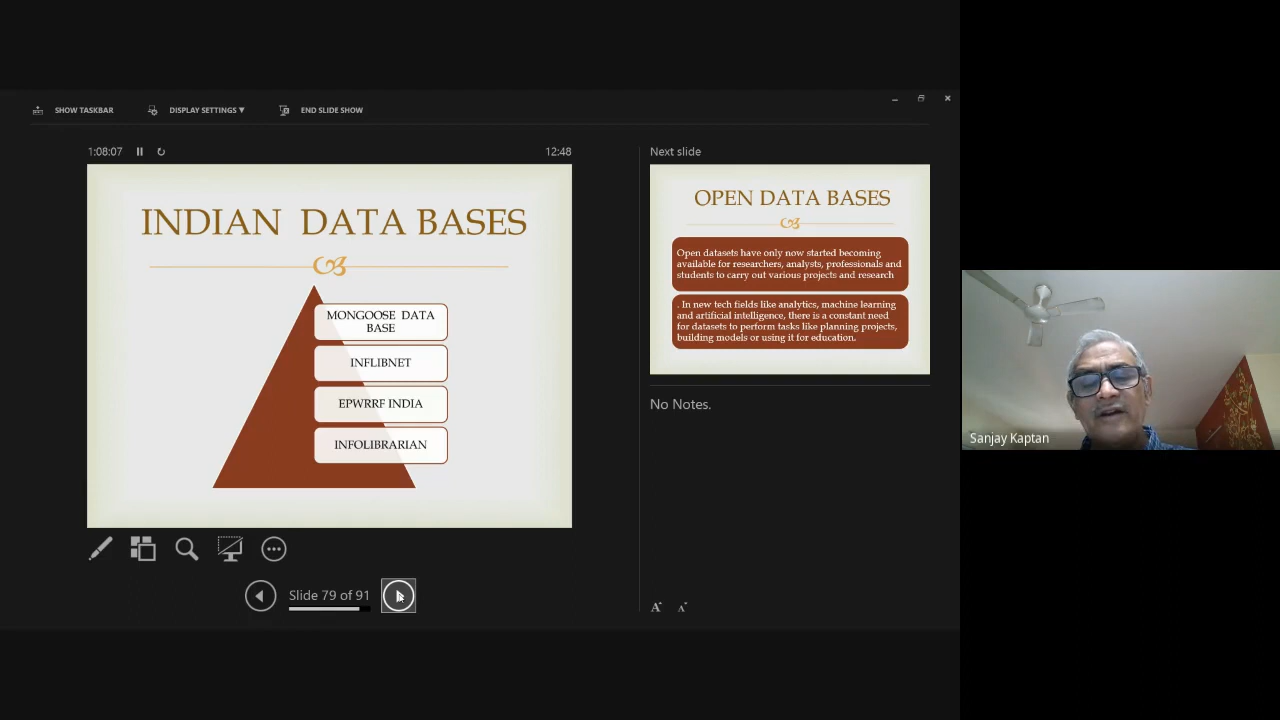 SHOW TASKBAR
DISPLAY SETTINGS ▼
END SLIDE SHOW
1:08:07
12:48
INDIAN DATA BASES
MONGOOSE DATA
BASE
INFLIBNET
EPWRRF INDIA
INFOLIBRARIAN
Slide 79 of 91
Next slide
OPEN DATA BASES
Open datasets have only now started becoming
available for researchers, analysts, professionals and
students to carry out various projects and research
. In new tech fields like analytics, machine learning
and artificial intelligence, there is a constant need
for datasets to perform tasks like planning projects,
building models or using it for education.
No Notes.
A A
Sanjay Kaptan